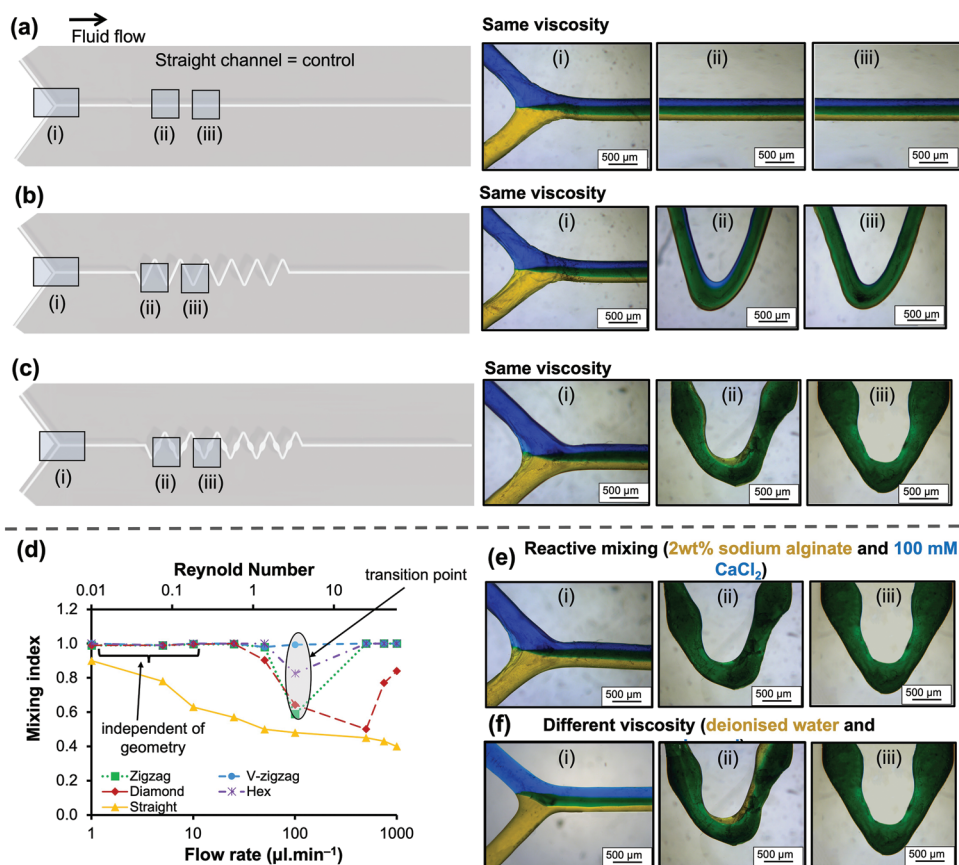 (a)
Fluid flow
Straight channel = control
(i)
(ii)
(iii)
Same viscosity
(i)
(ii)
(iii)
500 µm
500 µm
500 µm
(b)
(i)
(ii)
(iii)
Same viscosity
(i)
(ii)
(iii)
500 µm
500 µm
500 µm
(c)
(i)
(ii)
(iii)
Same viscosity
(i)
(ii)
(iii)
500 µm
500 µm
500 µm
(d)
Reynold Number
0.01 0.1 1 10
transition point
Mixing index
1.2
1.0
0.8
0.6
0.4
0.2
0.0
independent of
geometry
Zigzag V-zigzag
Diamond Hex
Straight
1 10 100 1000
Flow rate (µl.min⁻¹)
(e)
Reactive mixing (2wt% sodium alginate and 100 mM
CaCl₂)
(i)
(ii)
(iii)
500 µm
500 µm
500 µm
(f)
Different viscosity (deionised water and
(i)
(ii)
(iii)
500 µm
500 µm
500 µm